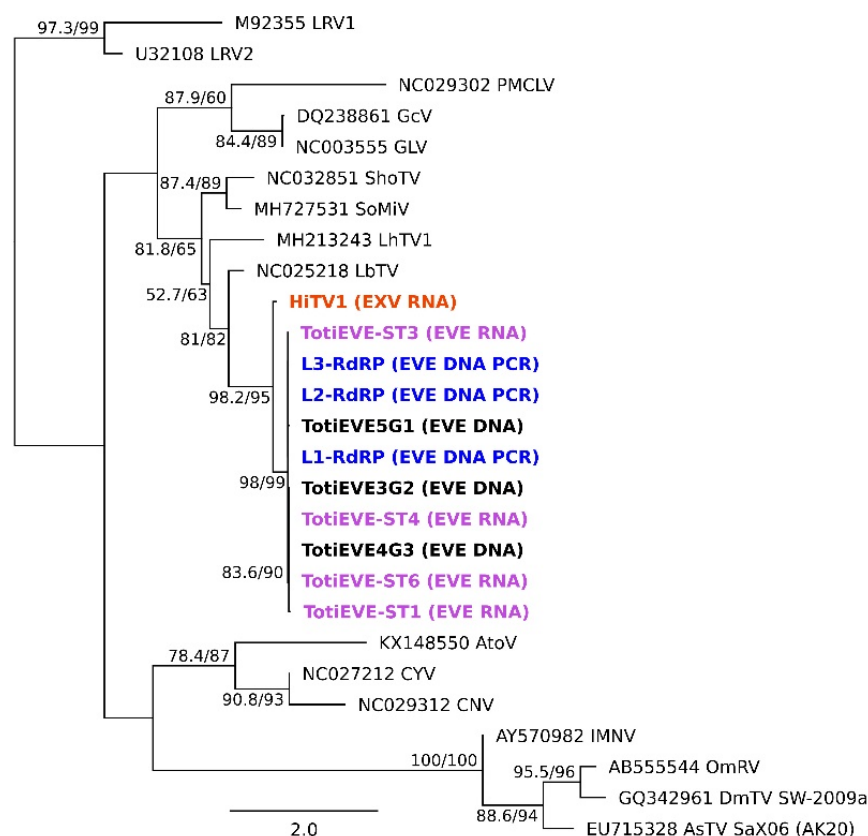 97.3/99
M92355 LRV1
U32108 LRV2
87.9/60
NC029302 PMCLV
DQ238861 GcV
84.4/89
NC003555 GLV
87.4/89
NC032851 ShoTV
MH727531 SoMiV
81.8/65
MH213243 LhTV1
NC025218 LbTV
52.7/63
HiTV1 (EXV RNA)
81/82
TotiEVE-ST3 (EVE RNA)
L3-RdRP (EVE DNA PCR)
98.2/95
L2-RdRP (EVE DNA PCR)
TotiEVE5G1 (EVE DNA)
L1-RdRP (EVE DNA PCR)
98/99
TotiEVE3G2 (EVE DNA)
TotiEVE-ST4 (EVE RNA)
TotiEVE4G3 (EVE DNA)
83.6/90
TotiEVE-ST6 (EVE RNA)
TotiEVE-ST1 (EVE RNA)
78.4/87
KX148550 AtoV
NC027212 CYV
90.8/93
NC029312 CNV
AY570982 IMNV
100/100
95.5/96
AB555544 OmRV
GQ342961 DmTV SW-2009a
88.6/94
EU715328 AsTV SaX06 (AK20)
2.0